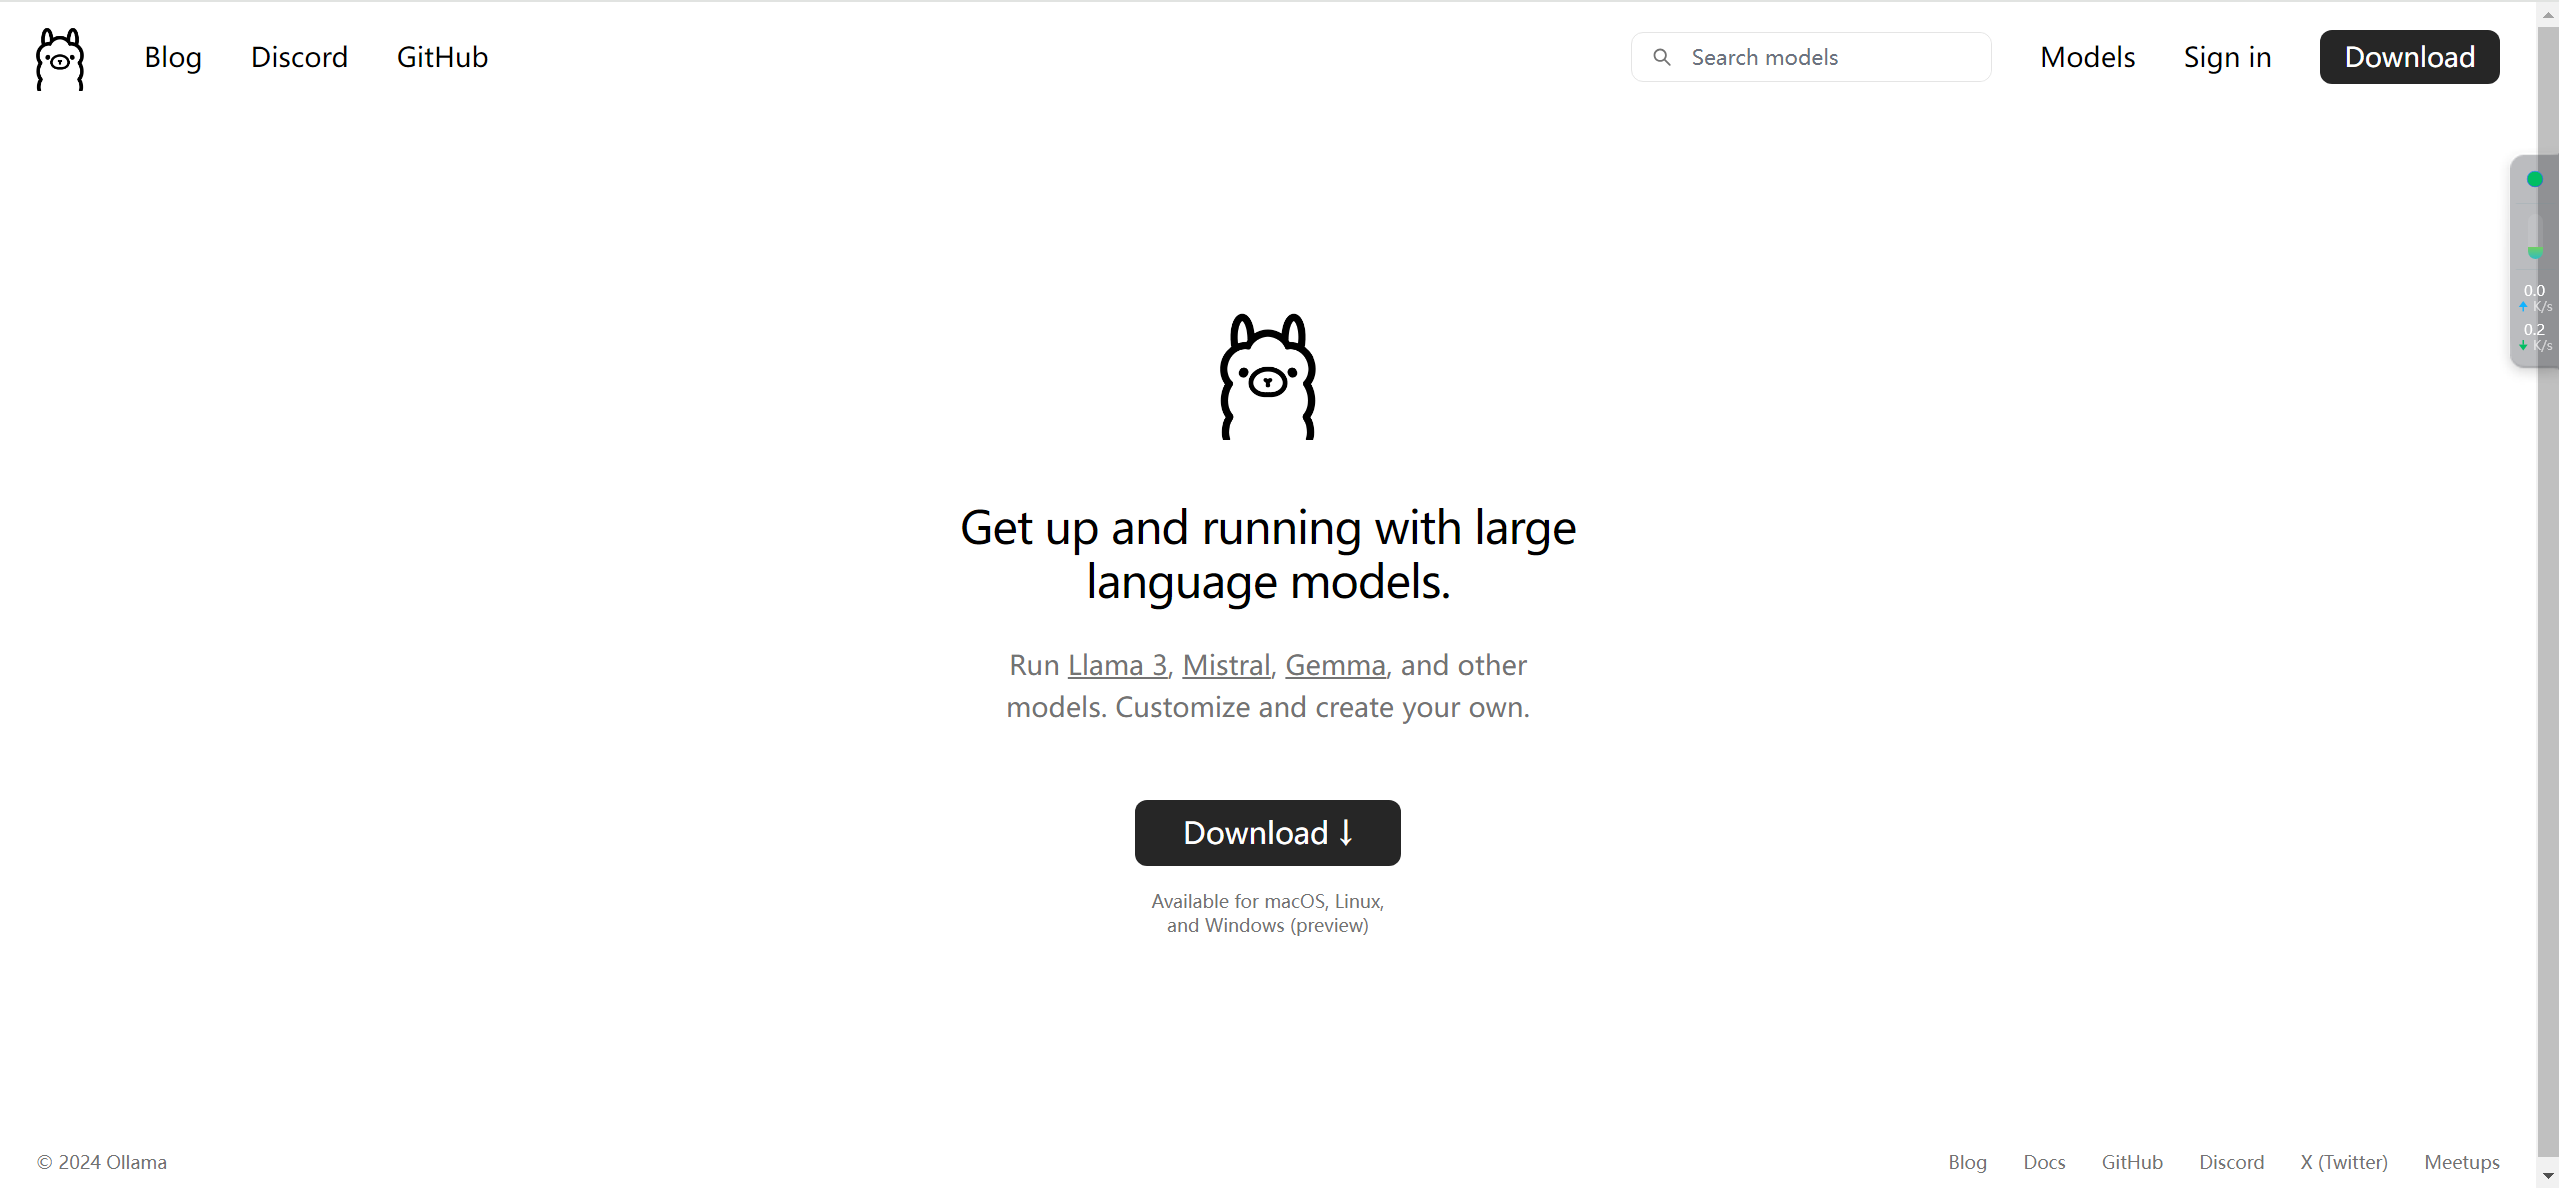 Blog
Discord
GitHub
Search models
Models
Sign in
Download
0.0
K/s
0.2
K/s
Get up and running with large
language models.
Run Llama 3, Mistral, Gemma, and other
models. Customize and create your own.
Download ↓
Available for macOS, Linux,
and Windows (preview)
© 2024 Ollama
Blog
Docs
GitHub
Discord
X (Twitter)
Meetups